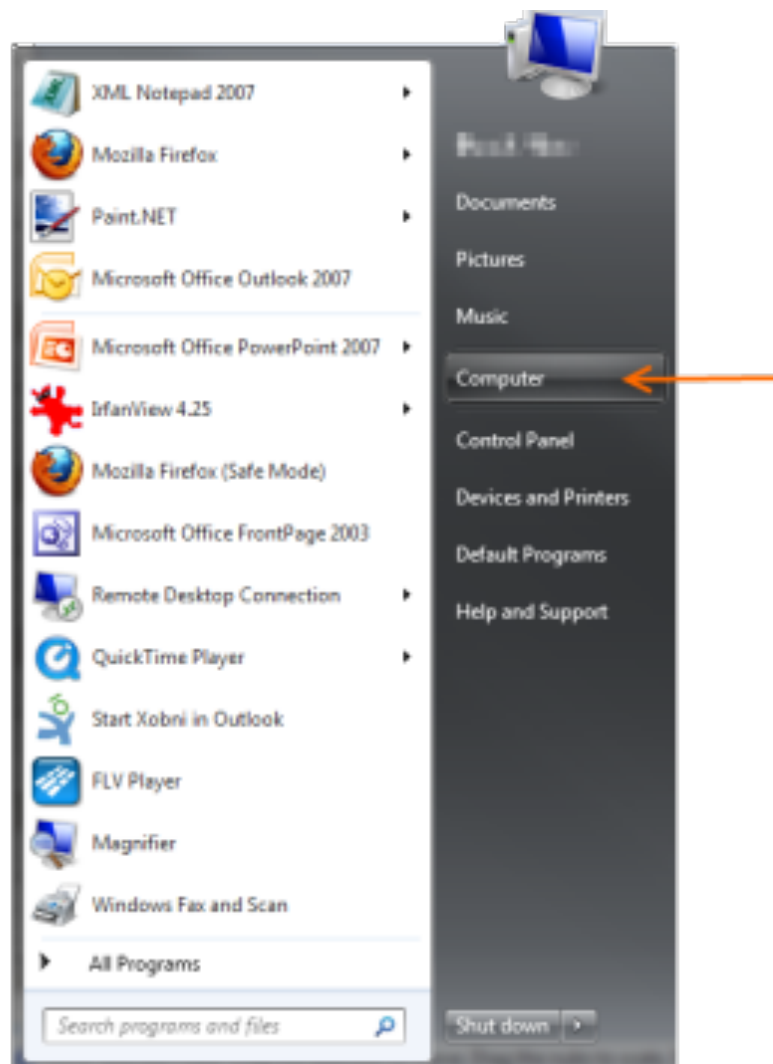 XML Notepad 2007
Mozilla Firefox
Paint.NET
Microsoft Office Outlook 2007
Microsoft Office PowerPoint 2007
IrfanView 4.25
Mozilla Firefox (Safe Mode)
Microsoft Office FrontPage 2003
Remote Desktop Connection
QuickTime Player
Start Xobni in Outlook
FLV Player
Magnifier
Windows Fax and Scan
All Programs
Search programs and files
Documents
Pictures
Music
Computer
Control Panel
Devices and Printers
Default Programs
Help and Support
Shut down